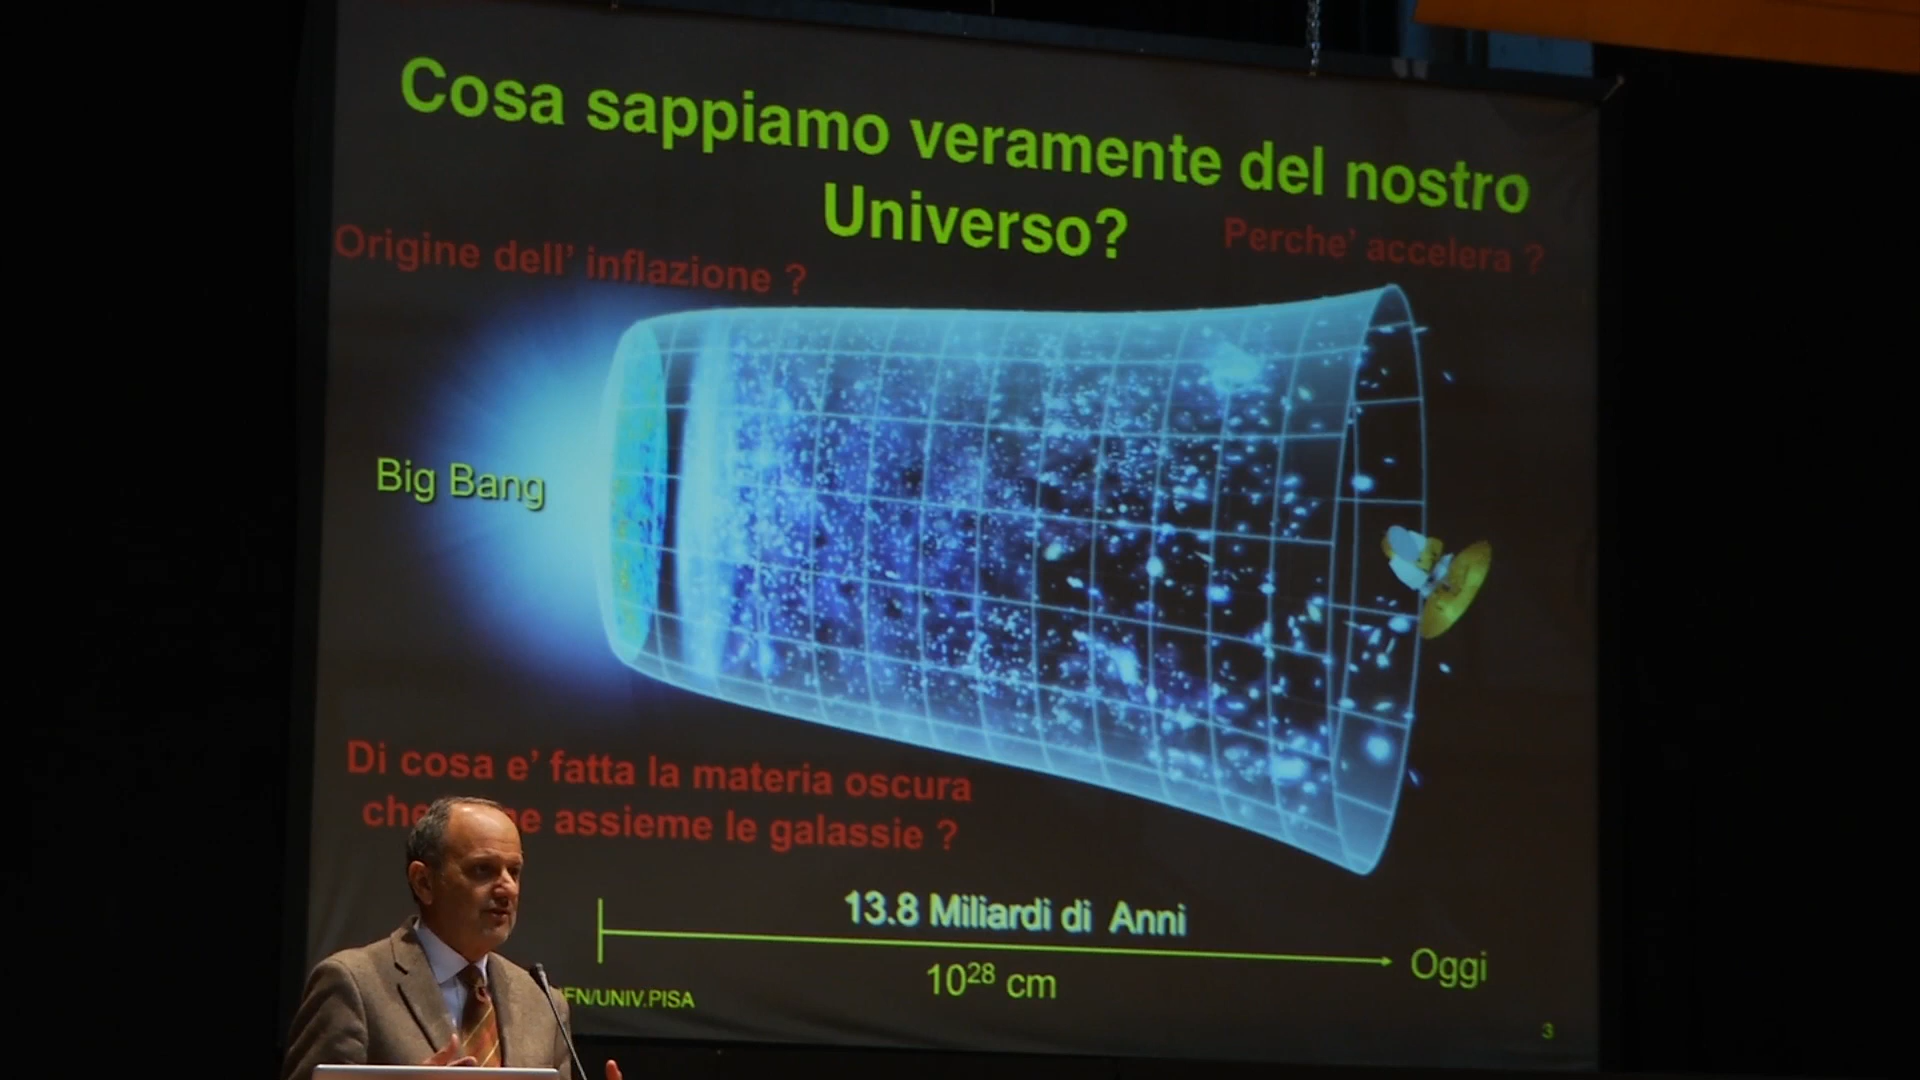 Cosa sappiamo veramente del nostro
Universo?
Origine dell' inflazione ?
Perche' accelera ?
Big Bang
Di cosa e' fatta la materia oscura
assieme le galassie ?
13.8 Miliardi di Anni
10²⁸ cm
Oggi
/UNIV.PISA
3